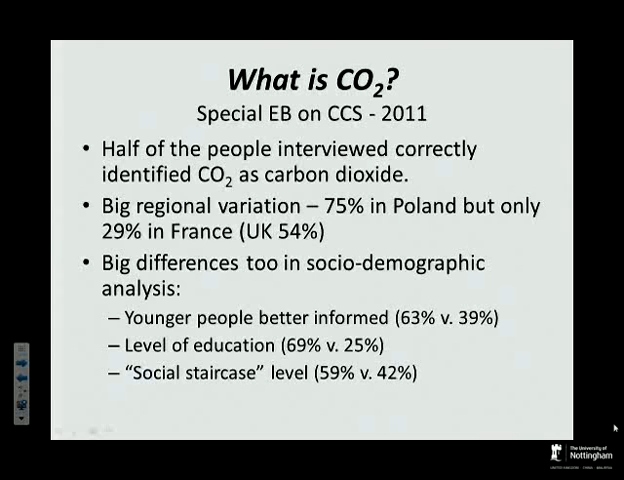 What is CO₂?
Special EB on CCS - 2011
• Half of the people interviewed correctly
identified CO₂ as carbon dioxide.
• Big regional variation – 75% in Poland but only
29% in France (UK 54%)
• Big differences too in socio-demographic
analysis:
– Younger people better informed (63% v. 39%)
– Level of education (69% v. 25%)
– "Social staircase" level (59% v. 42%)
The University of
Nottingham